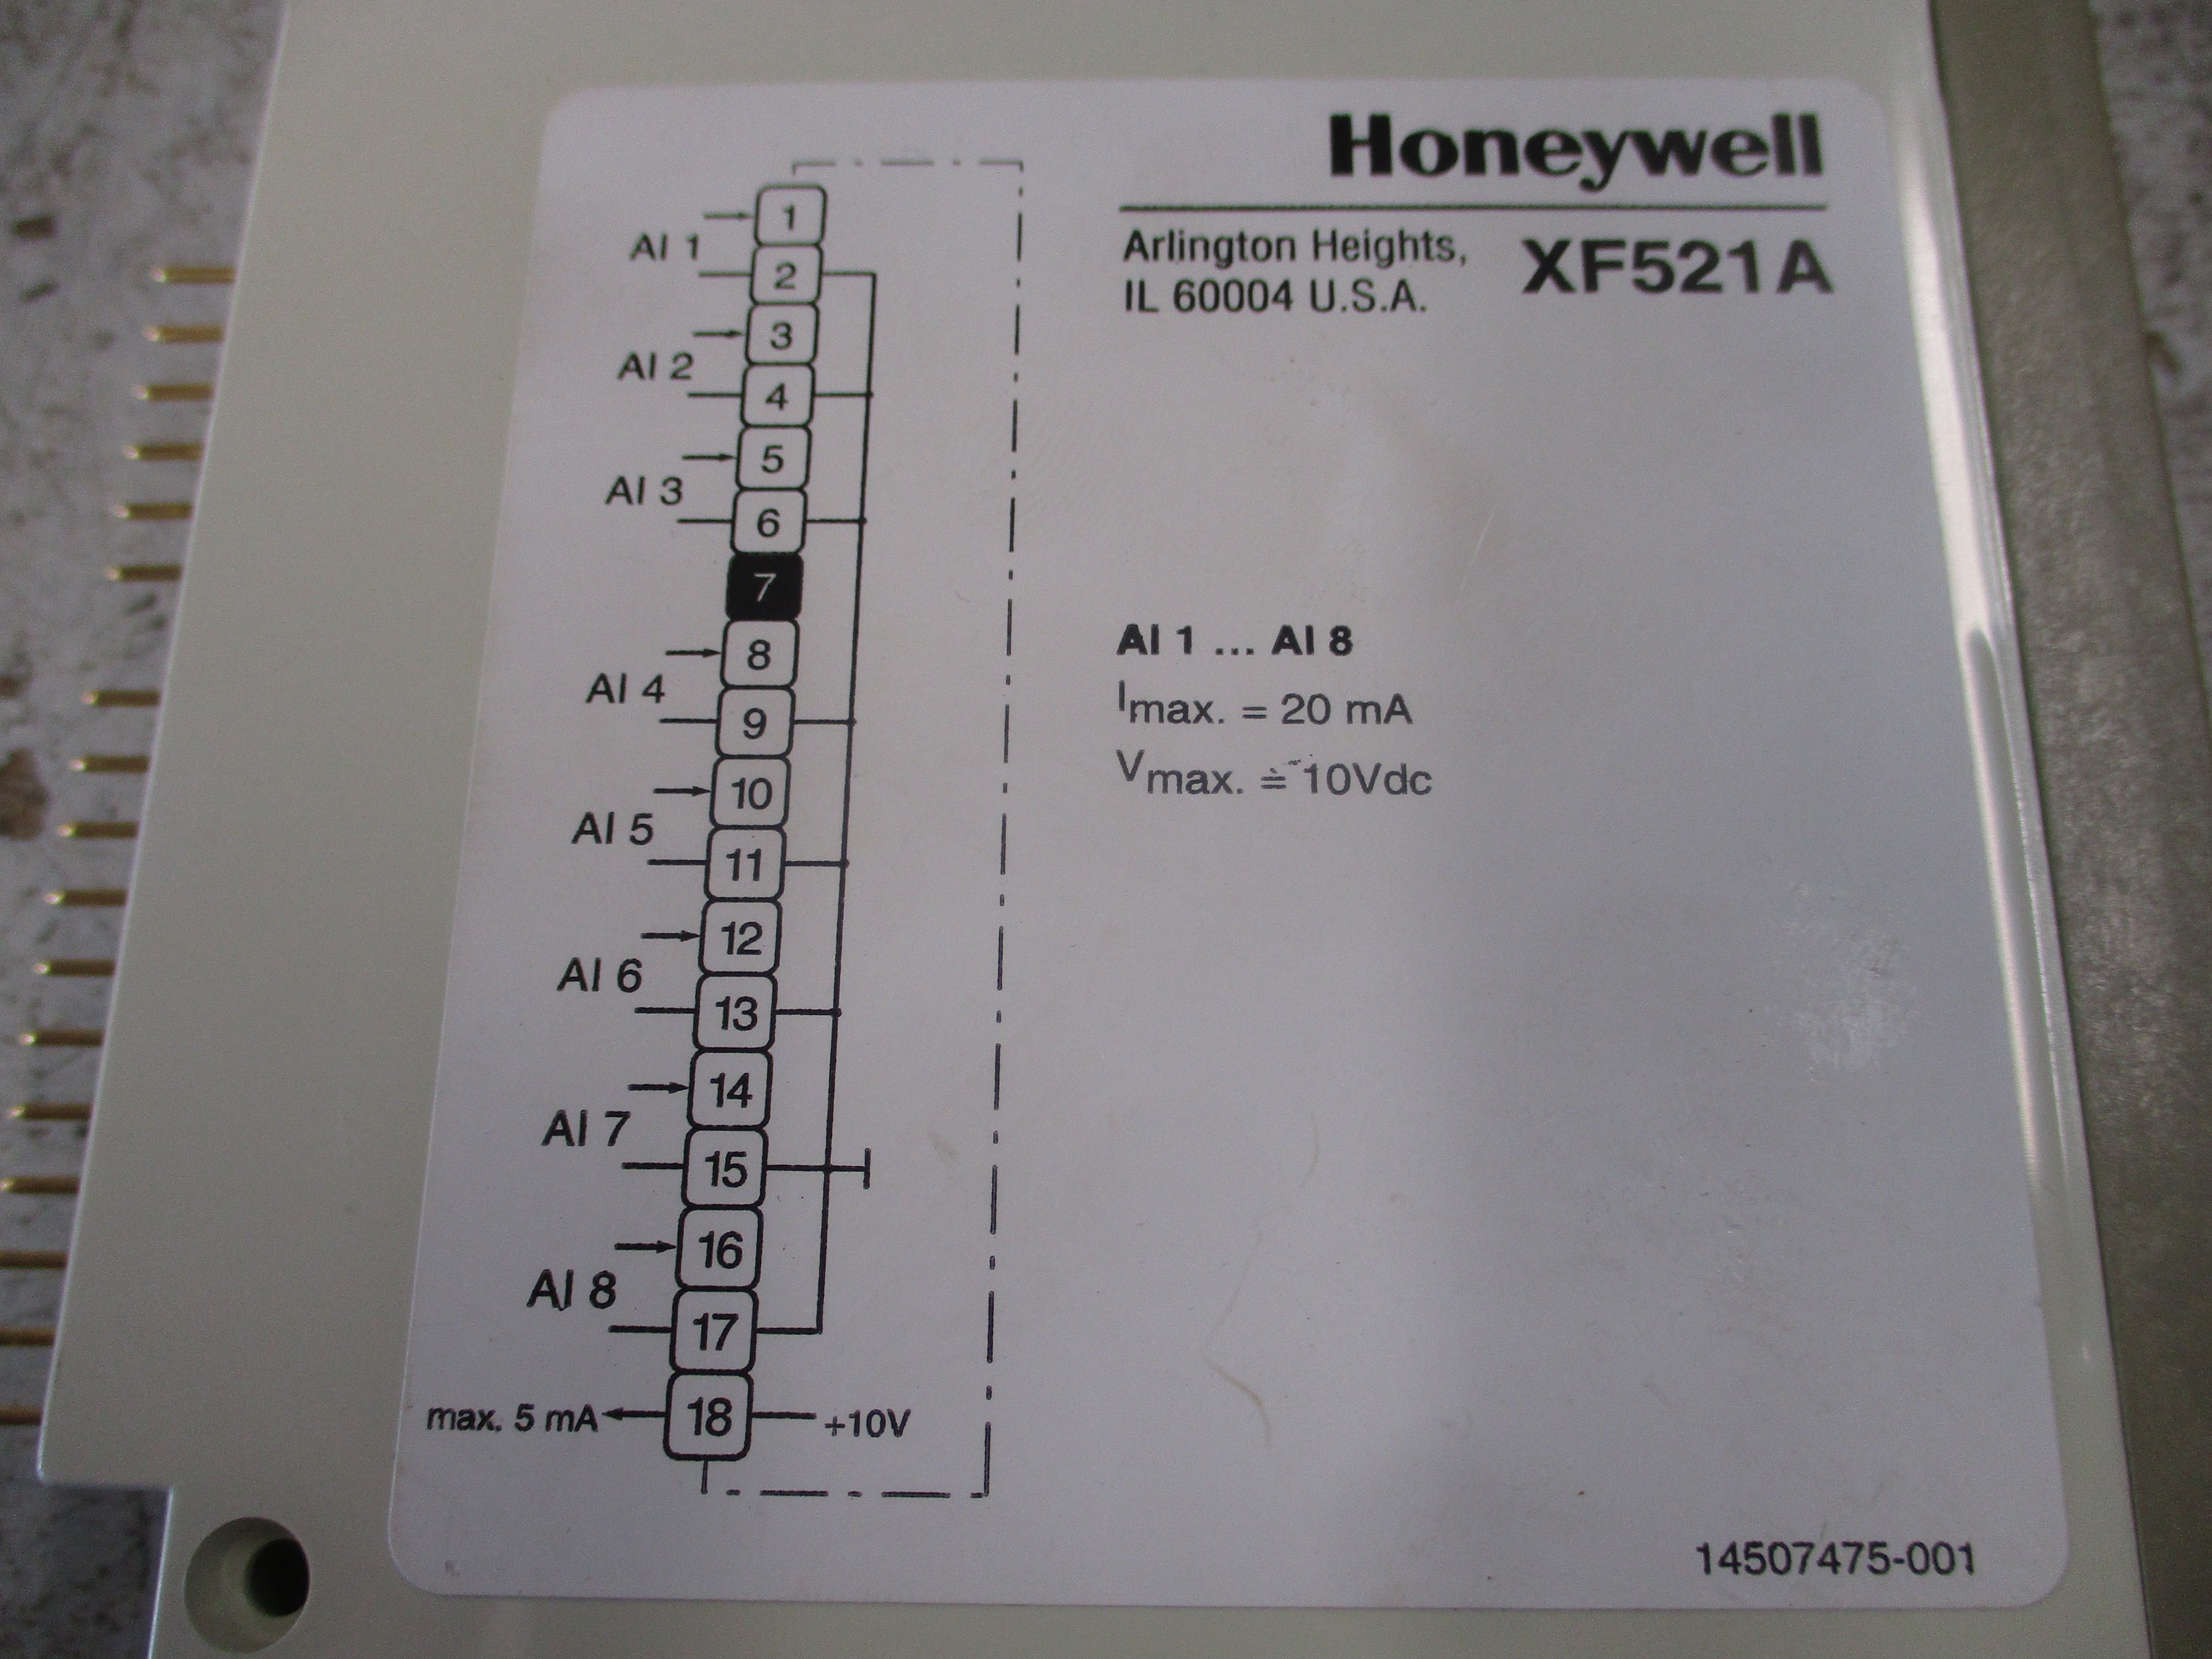 Honeywell
Arlington Heights,
IL 60004 U.S.A.
XF521A
1
AI 1
2
3
AI 2
4
5
AI 3
6
7
8
AI 4
9
10
AI 5
11
12
AI 6
13
14
AI 7
15
16
AI 8
17
max. 5 mA 18 +10V
AI 1 ... AI 8
Imax. = 20 mA
Vmax. = 10Vdc
14507475-001